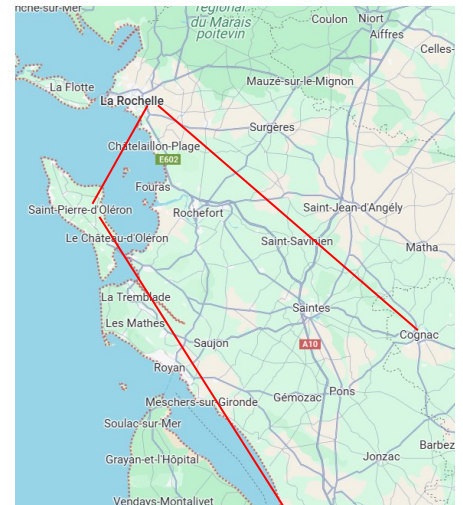 nche-sur-Mer
régional
du Marais
poitevin
Coulon
Niort
Aiffres
Celles-
La Flotte
Mauzé-sur-le-Mignon
La Rochelle
Surgères
Châtelaillon-Plage
E602
Fouras
Saint-Pierre-d'Oléron
Rochefort
Saint-Jean-d'Angély
Le Château-d'Oléron
Saint-Savinien
Matha
La Tremblade
Saintes
Les Mathes
Saujon
A10
Cognac
Royan
Meschers-sur-Gironde
Gémozac
Pons
Soulac-sur-Mer
Barbez
Grayan-et-l'Hôpital
Jonzac
Vendays-Montalivet